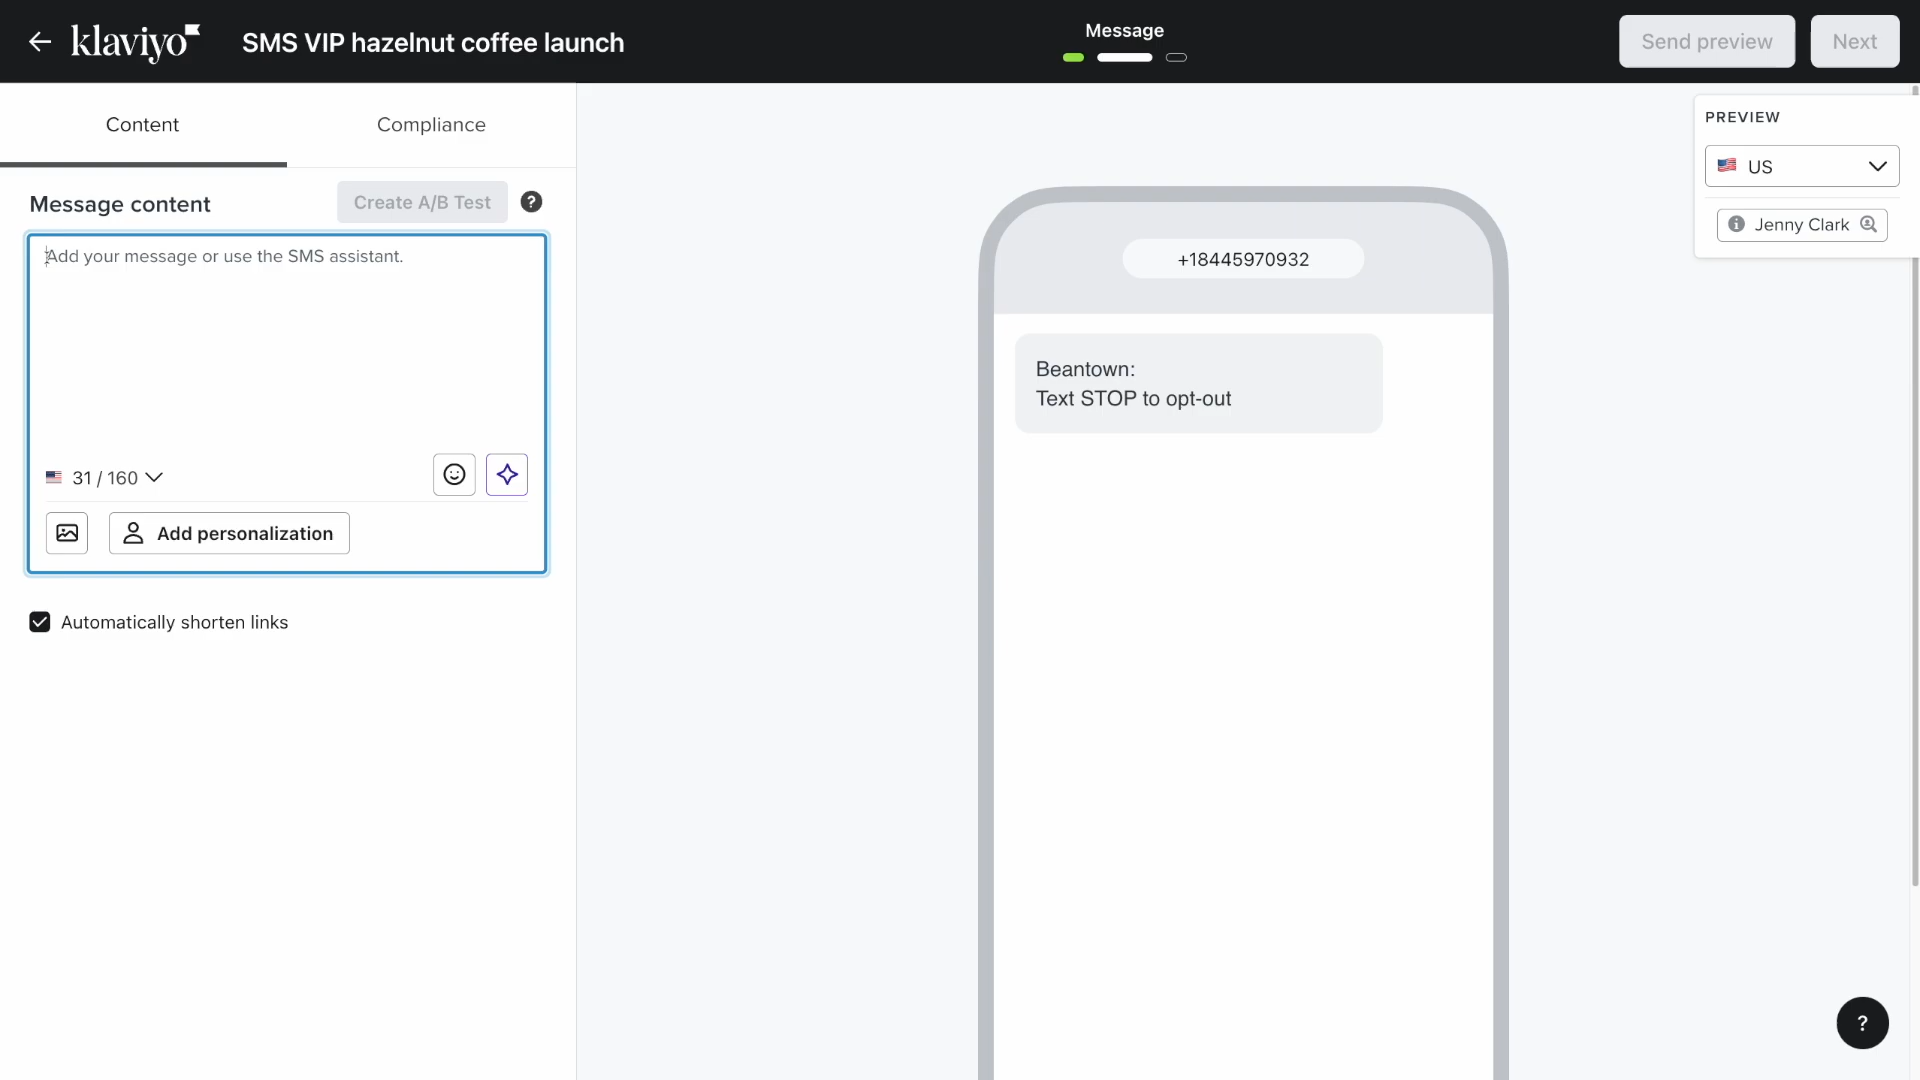 klaviyo
SMS VIP hazelnut coffee launch
Message
Send preview
Next
Content
Compliance
Message content
Create A/B Test
?
Add your message or use the SMS assistant.
31 / 160
Add personalization
Automatically shorten links
+18445970932
Beantown:
Text STOP to opt-out
PREVIEW
US
Jenny Clark
?